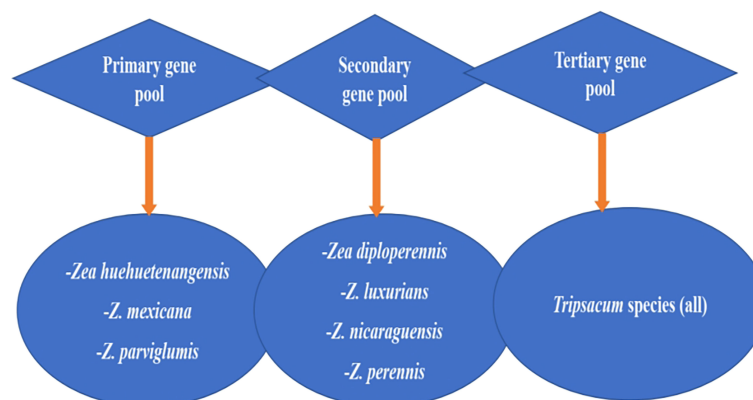 Primary gene
pool
Secondary
gene pool
Tertiary gene
pool
-Zea huehuetenangensis
-Z. mexicana
-Z. parviglumis
-Zea diploperennis
-Z. luxurians
-Z. nicaraguensis
-Z. perennis
Tripsacum species (all)